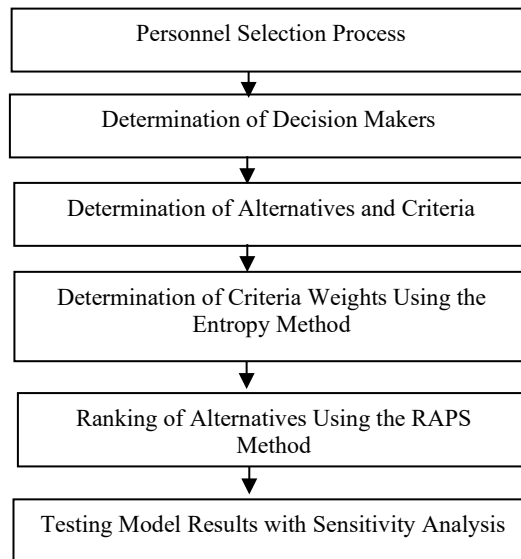 Personnel Selection Process
Determination of Decision Makers
Determination of Alternatives and Criteria
Determination of Criteria Weights Using the
Entropy Method
Ranking of Alternatives Using the RAPS
Method
Testing Model Results with Sensitivity Analysis